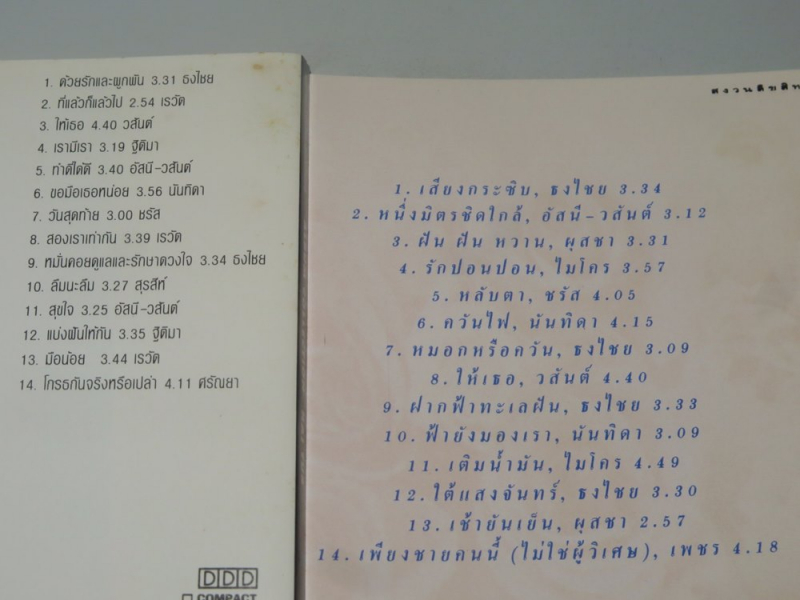 1. ด้วยรักและผูกพัน 3.31 ธงไชย
2. ที่แล้วก็แล้วไป 2.54 เรวัต
3. ให้เธอ 4.40 วสันต์
4. เรามีเรา 3.19 ฐิติมา
5. ทำดีได้ดี 3.40 อัสนี-วสันต์
6. ขอมือเธอหน่อย 3.56 นันทิดา
7. วันสุดท้าย 3.00 ชรัส
8. สองเราเท่ากัน 3.39 เรวัต
9. หมั่นคอยดูแลและรักษาดวงใจ 3.34 ธงไชย
10. ลืมนะลืม 3.27 สุรสีห์
11. สุขใจ 3.25 อัสนี-วสันต์
12. แบ่งฝันให้กัน 3.35 ฐิติมา
13. มือน้อย 3.44 เรวัต
14. โกรธกันจริงหรือเปล่า 4.11 ศรัณยา
DDD
COMPACT
สงวนลิขสิท
1. เสียงกระซิบ, ธงไชย 3.34
2. หนึ่งมิตรชิดใกล้, อัสนี-วสันต์ 3.12
3. ฝัน ฝัน หวาน, ผุสชา 3.31
4. รักปอนปอน, ไมโคร 3.57
5. หลับตา, ชรัส 4.05
6. ควันไฟ, นันทิดา 4.15
7. หมอกหรือควัน, ธงไชย 3.09
8. ให้เธอ, วสันต์ 4.40
9. ฝากฟ้าทะเลฝัน, ธงไชย 3.33
10. ฟ้ายังมองเรา, นันทิดา 3.09
11. เติมน้ำมัน, ไมโคร 4.49
12. ใต้แสงจันทร์, ธงไชย 3.30
13. เช้ายันเย็น, ผุสชา 2.57
14. เพียงชายคนนี้ (ไม่ใช่ผู้วิเศษ), เพชร 4.18